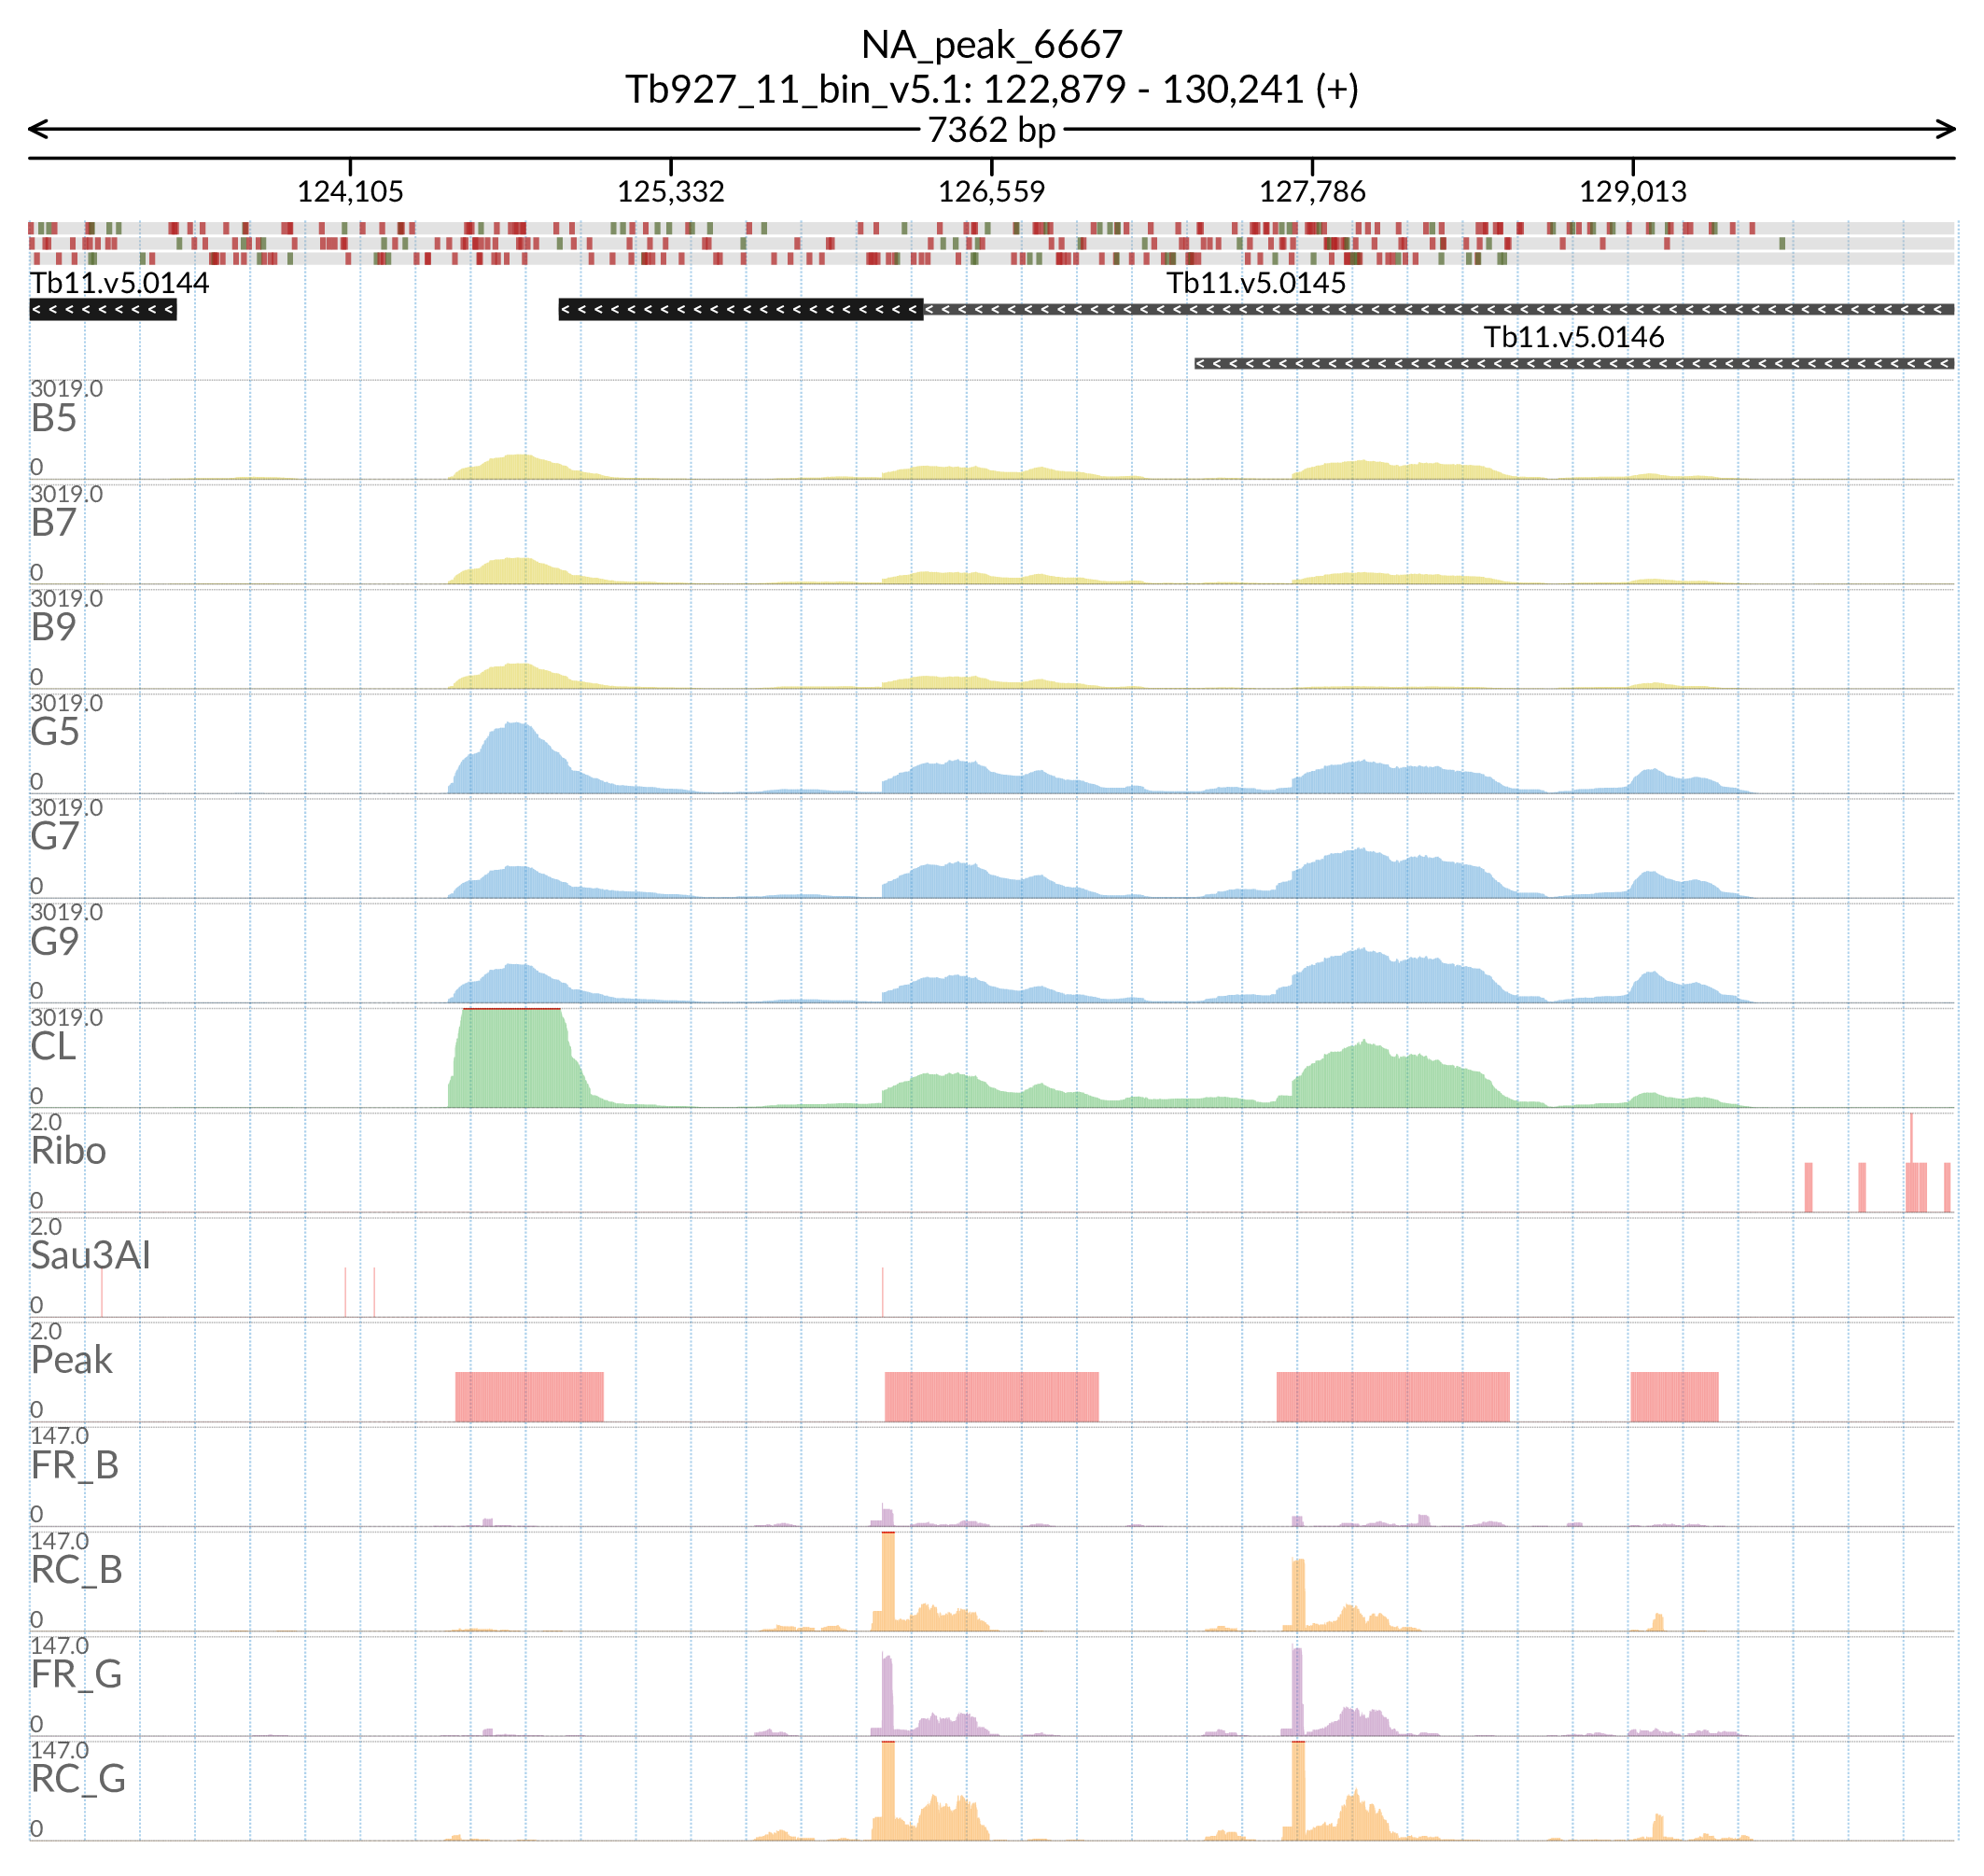 NA_peak_6667
Tb927_11_bin_v5.1: 122,879 - 130,241 (+)
7362 bp
124,105 125,332 126,559 127,786 129,013
Tb11.v5.0144 Tb11.v5.0145
Tb11.v5.0146
3019.0
B5
0
3019.0
B7
0
3019.0
B9
0
3019.0
G5
0
3019.0
G7
0
3019.0
G9
0
3019.0
CL
0
2.0
Ribo
0
2.0
Sau3AI
0
2.0
Peak
0
147.0
FR_B
0
147.0
RC_B
0
147.0
FR_G
0
147.0
RC_G
0